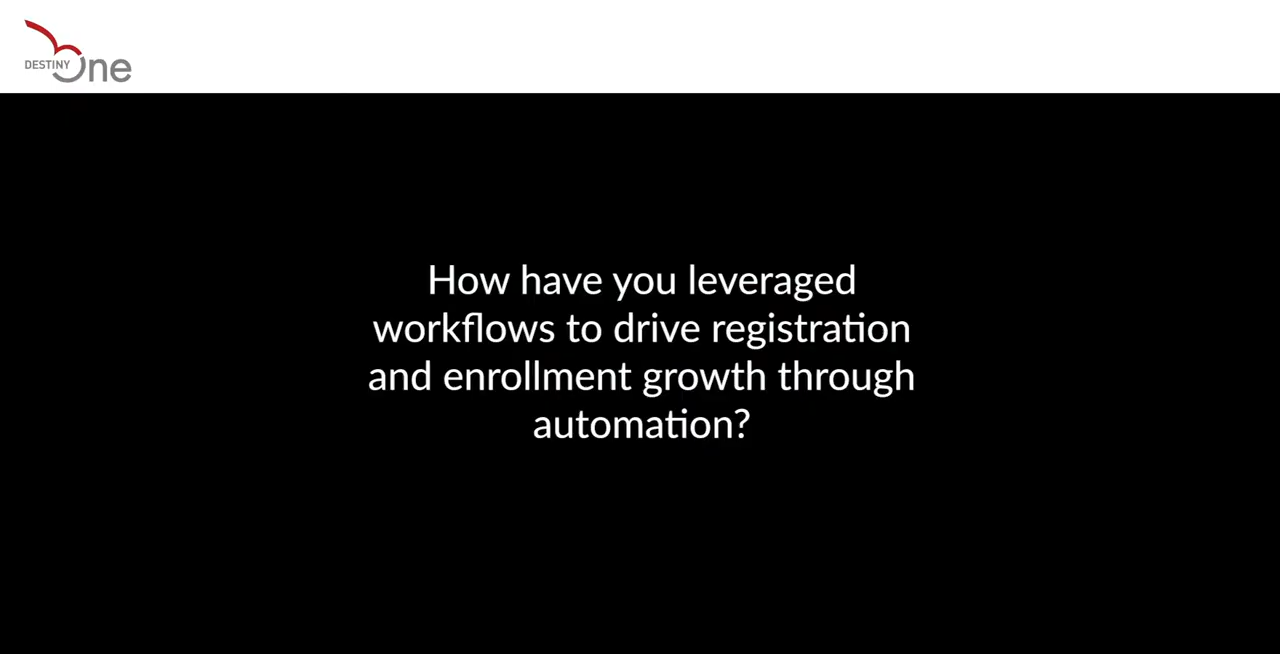 DESTINY One
How have you leveraged
workflows to drive registration
and enrollment growth through
automation?